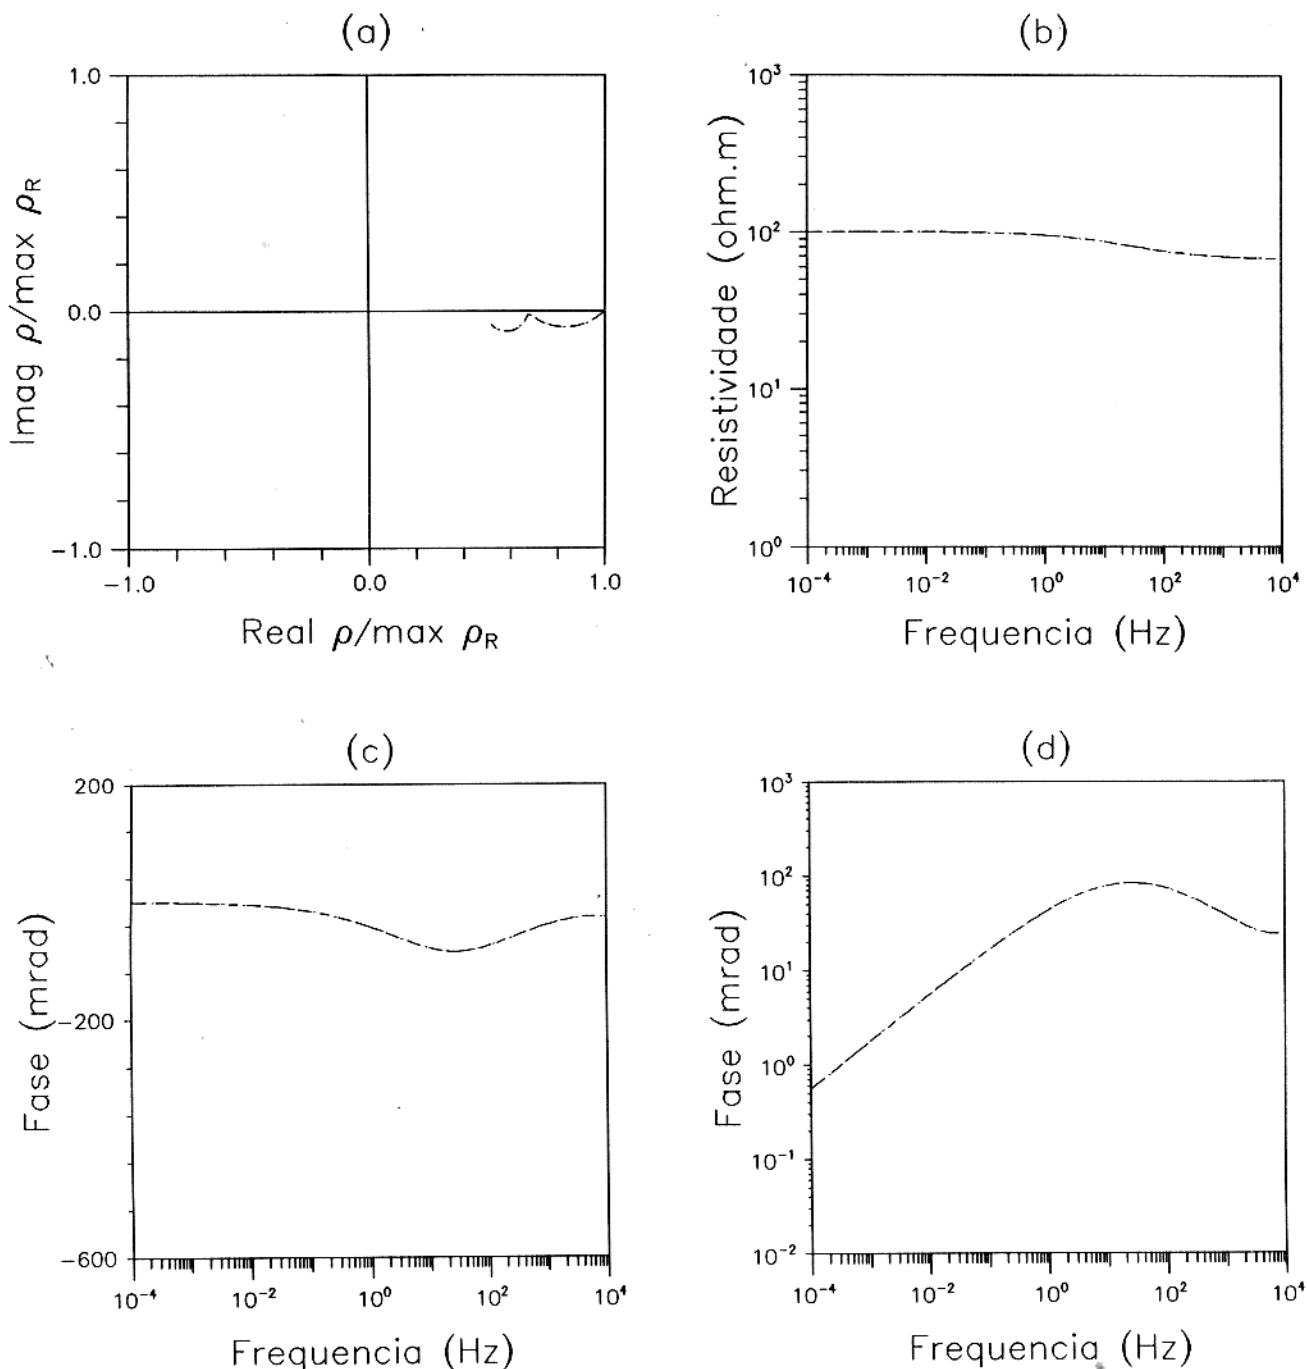 (a)
1.0
0.0
-1.0
Imag ρ/max ρR
-1.0 0.0 1.0
Real ρ/max ρR
(b)
10³
10²
10¹
10⁰
Resistividade (ohm.m)
10⁻⁴ 10⁻² 10⁰ 10² 10⁴
Frequencia (Hz)
(c)
200
-200
-600
Fase (mrad)
10⁻⁴ 10⁻² 10⁰ 10² 10⁴
Frequencia (Hz)
(d)
10³
10²
10¹
10⁰
10⁻¹
10⁻²
Fase (mrad)
10⁻⁴ 10⁻² 10⁰ 10² 10⁴
Frequencia (Hz)